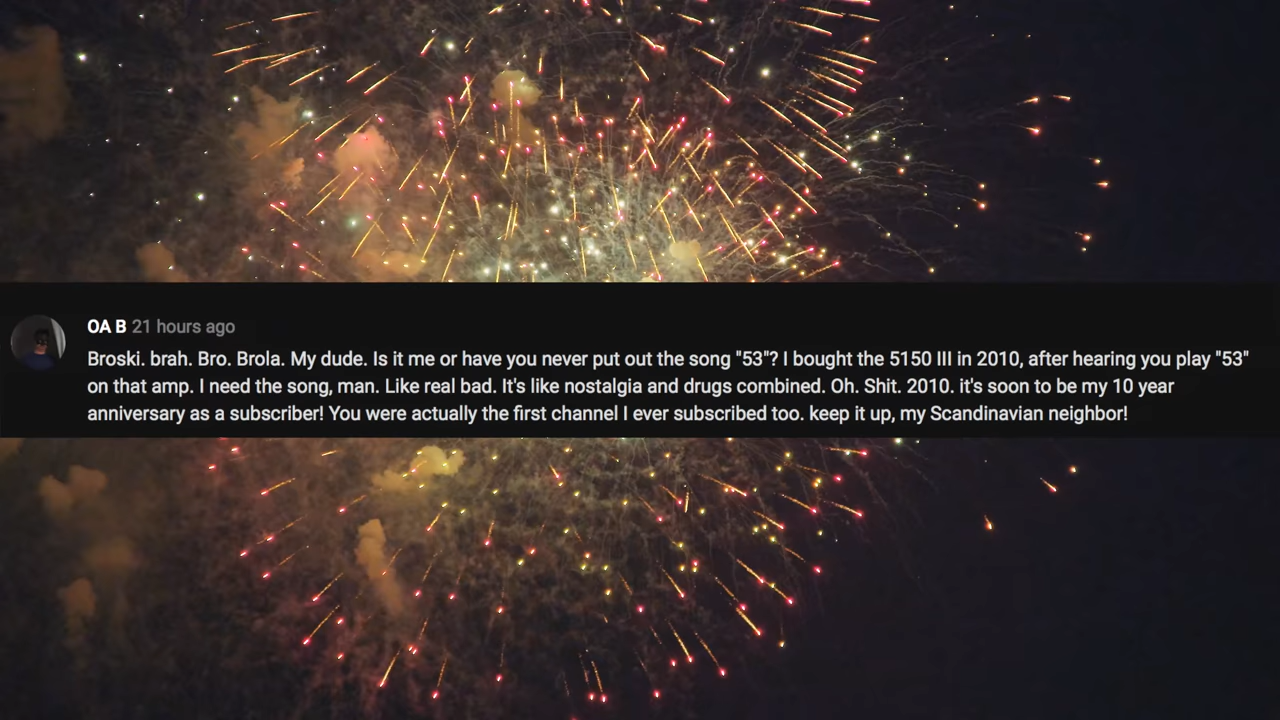 OA B 21 hours ago
Broski. brah. Bro. Brola. My dude. Is it me or have you never put out the song "53"? I bought the 5150 III in 2010, after hearing you play "53"
on that amp. I need the song, man. Like real bad. It's like nostalgia and drugs combined. Oh. Shit. 2010. it's soon to be my 10 year
anniversary as a subscriber! You were actually the first channel I ever subscribed too. keep it up, my Scandinavian neighbor!